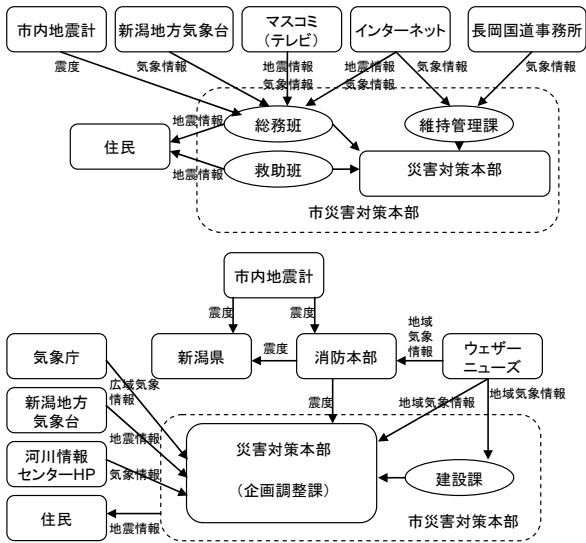 市内地震計
新潟地方気象台
マスコミ
(テレビ)
インターネット
長岡国道事務所
震度
気象情報
地震情報
気象情報
地震情報
気象情報
気象情報
気象情報
地震情報
総務班
維持管理課
住民
救助班
災害対策本部
地震情報
市災害対策本部
市内地震計
震度
震度
地域
気象
情報
気象庁
新潟県
震度
消防本部
ウェザー
ニューズ
広域気象
情報
震度
地域気象情報
地域気象情報
新潟地方
気象台
地震情報
災害対策本部
河川情報
センターHP
気象情報
(企画調整課)
建設課
住民
地震情報
市災害対策本部